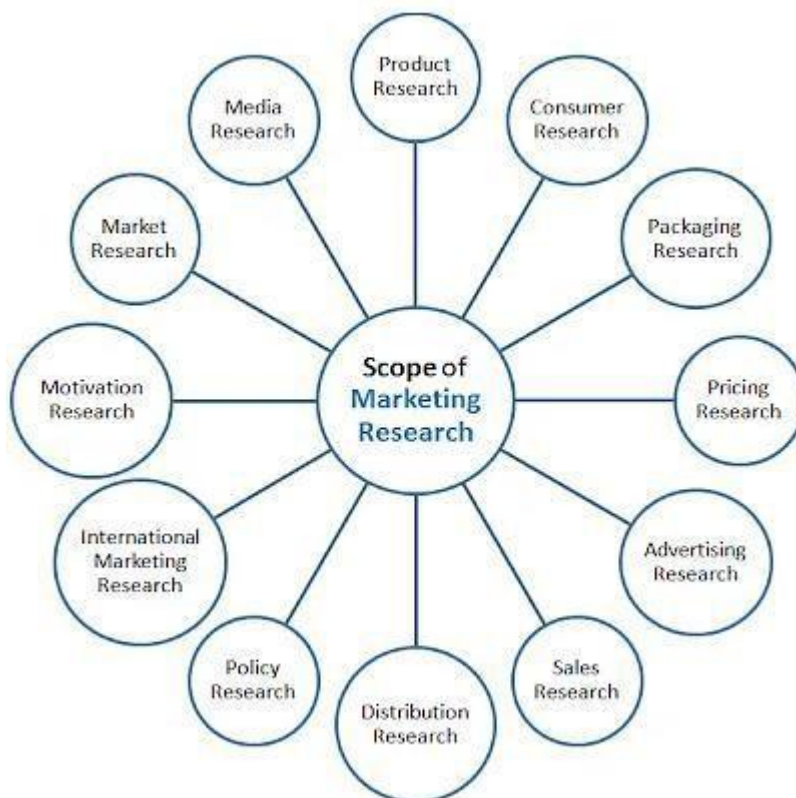 Scope of
Marketing
Research
Product
Research
Consumer
Research
Packaging
Research
Pricing
Research
Advertising
Research
Sales
Research
Distribution
Research
Policy
Research
International
Marketing
Research
Motivation
Research
Market
Research
Media
Research